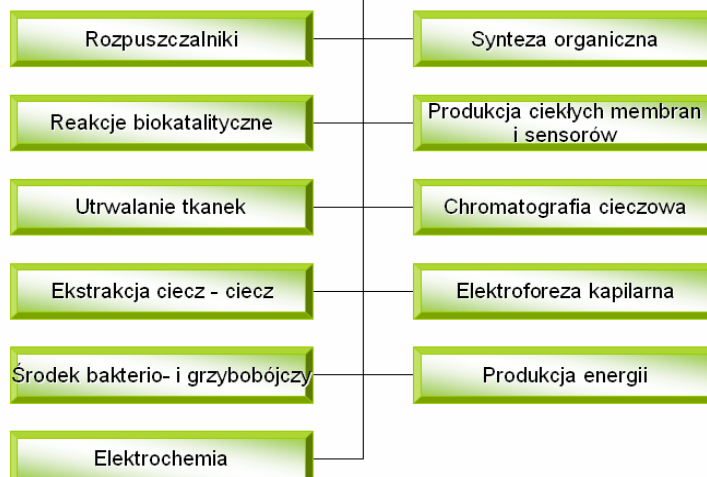 Rozpuszczalniki
Synteza organiczna
Reakcje biokatalityczne
Produkcja ciekłych membran
i sensorów
Utrwalanie tkanek
Chromatografia cieczowa
Ekstrakcja ciecz - ciecz
Elektroforeza kapilarna
Środek bakterio- i grzybobójczy
Produkcja energii
Elektrochemia